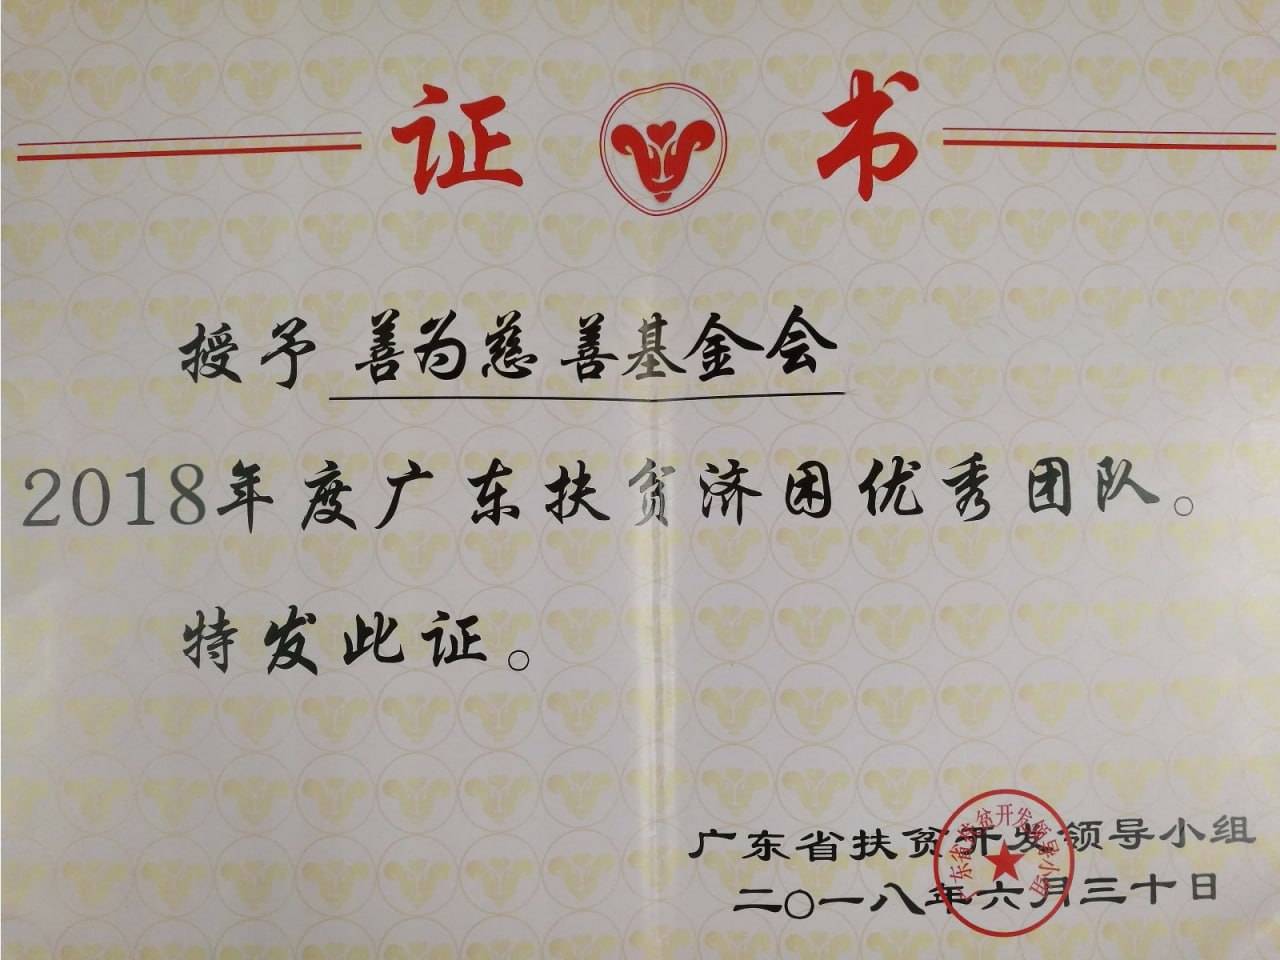 证书
授予 善为慈善基金会
2018年度广东扶贫济困优秀团队。
特发此证。
广东省扶贫开发领导小组
二〇一八年六月三十日